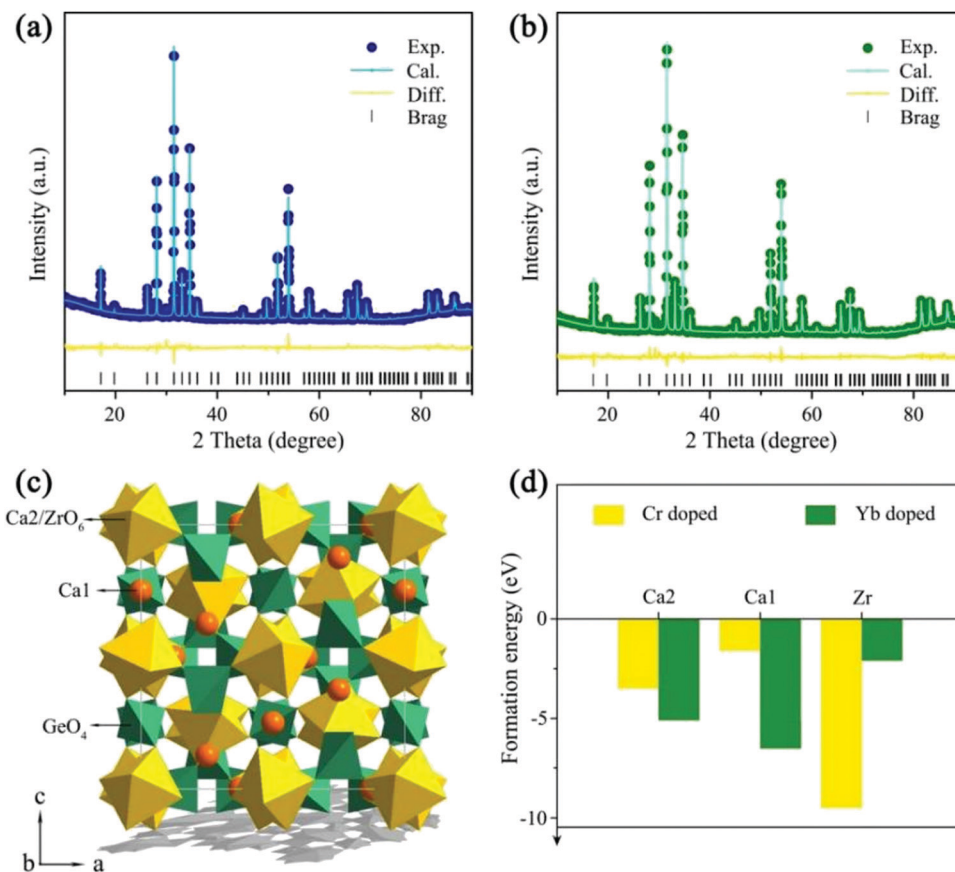 (a)
Exp.
Cal.
Diff.
Brag
Intensity (a.u.)
20 40 60 80
2 Theta (degree)
(b)
Exp.
Cal.
Diff.
Brag
Intensity (a.u.)
20 40 60 80
2 Theta (degree)
(c)
Ca2/ZrO₆
Ca1
GeO₄
c
b a
(d)
Cr doped Yb doped
Ca2 Ca1 Zr
0
-5
-10
Formation energy (eV)